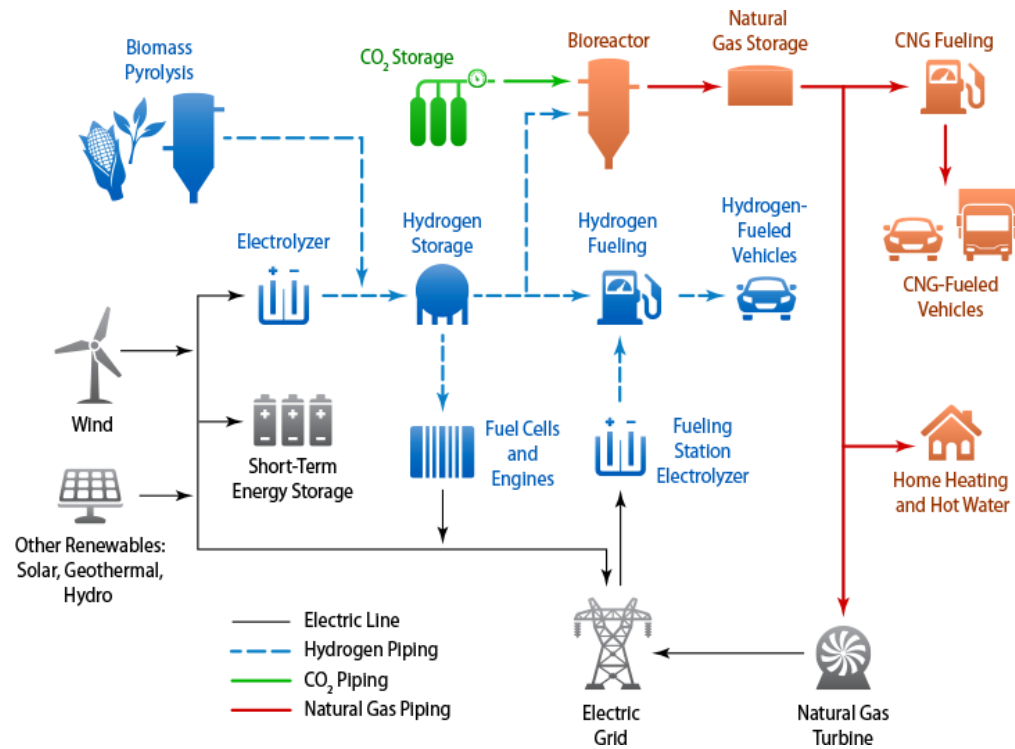 Biomass
Pyrolysis
CO₂ Storage
Bioreactor
Natural
Gas Storage
CNG Fueling
Electrolyzer
+ −
Hydrogen
Storage
Hydrogen
Fueling
Hydrogen-
Fueled
Vehicles
CNG-Fueled
Vehicles
Wind
Short-Term
Energy Storage
Fuel Cells
and
Engines
+ −
Fueling
Station
Electrolyzer
Home Heating
and Hot Water
Other Renewables:
Solar, Geothermal,
Hydro
Electric Line
Hydrogen Piping
CO₂ Piping
Natural Gas Piping
Electric
Grid
Natural Gas
Turbine